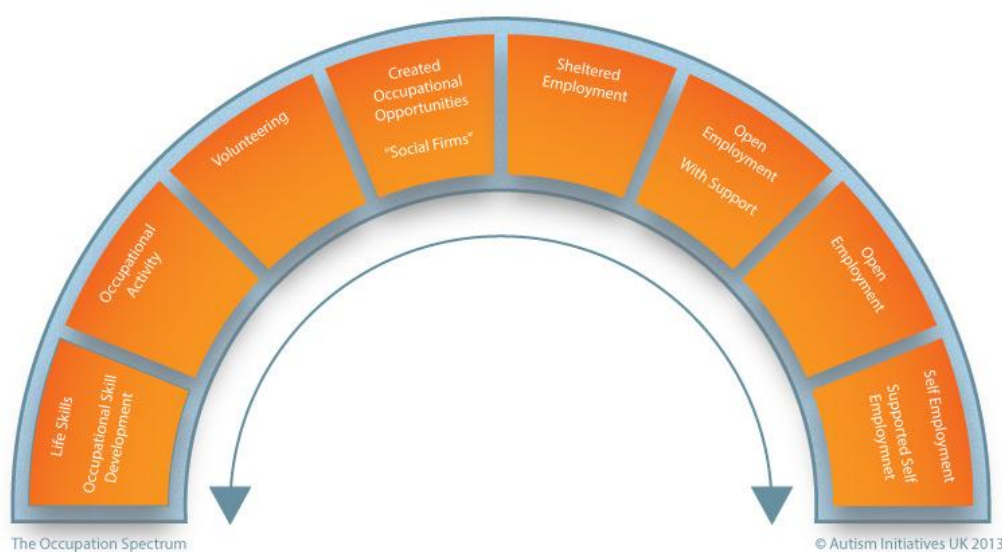 Life Skills
Occupational Skill
Development
Occupational
Activity
Volunteering
Created
Occupational
Opportunities
“Social Firms”
Sheltered
Employment
Open
Employment
With Support
Open
Employment
Self Employment
Supported Self
Employmnet
The Occupation Spectrum
© Autism Initiatives UK 2013